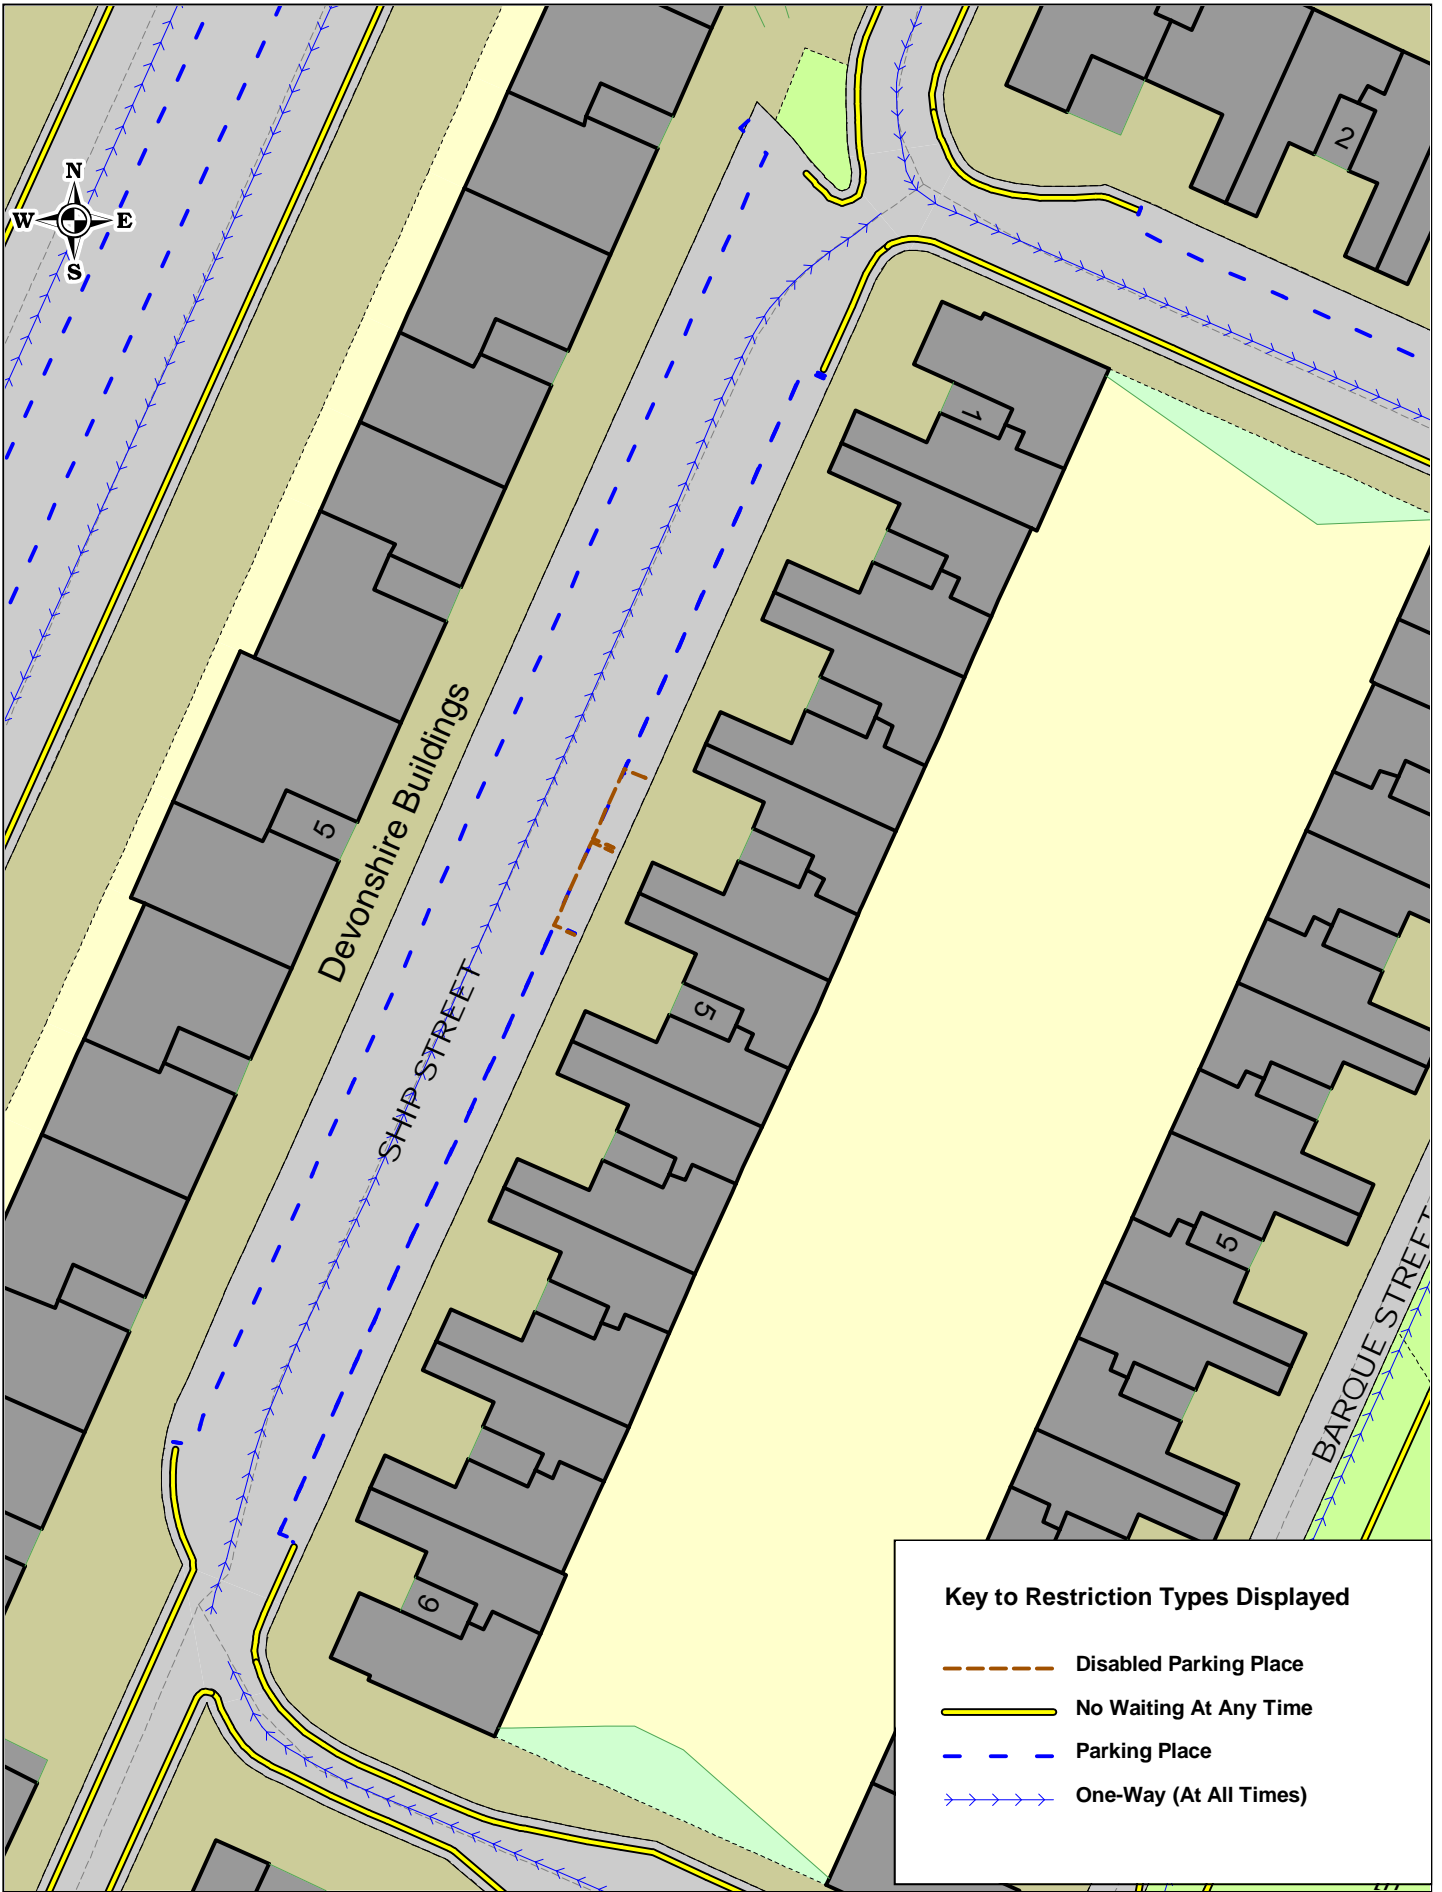 N
W E
S
2
1
5
Devonshire Buildings
SHIP STREET
5
5
BARQUE STREET
9
Key to Restriction Types Displayed
Disabled Parking Place
No Waiting At Any Time
Parking Place
One-Way (At All Times)